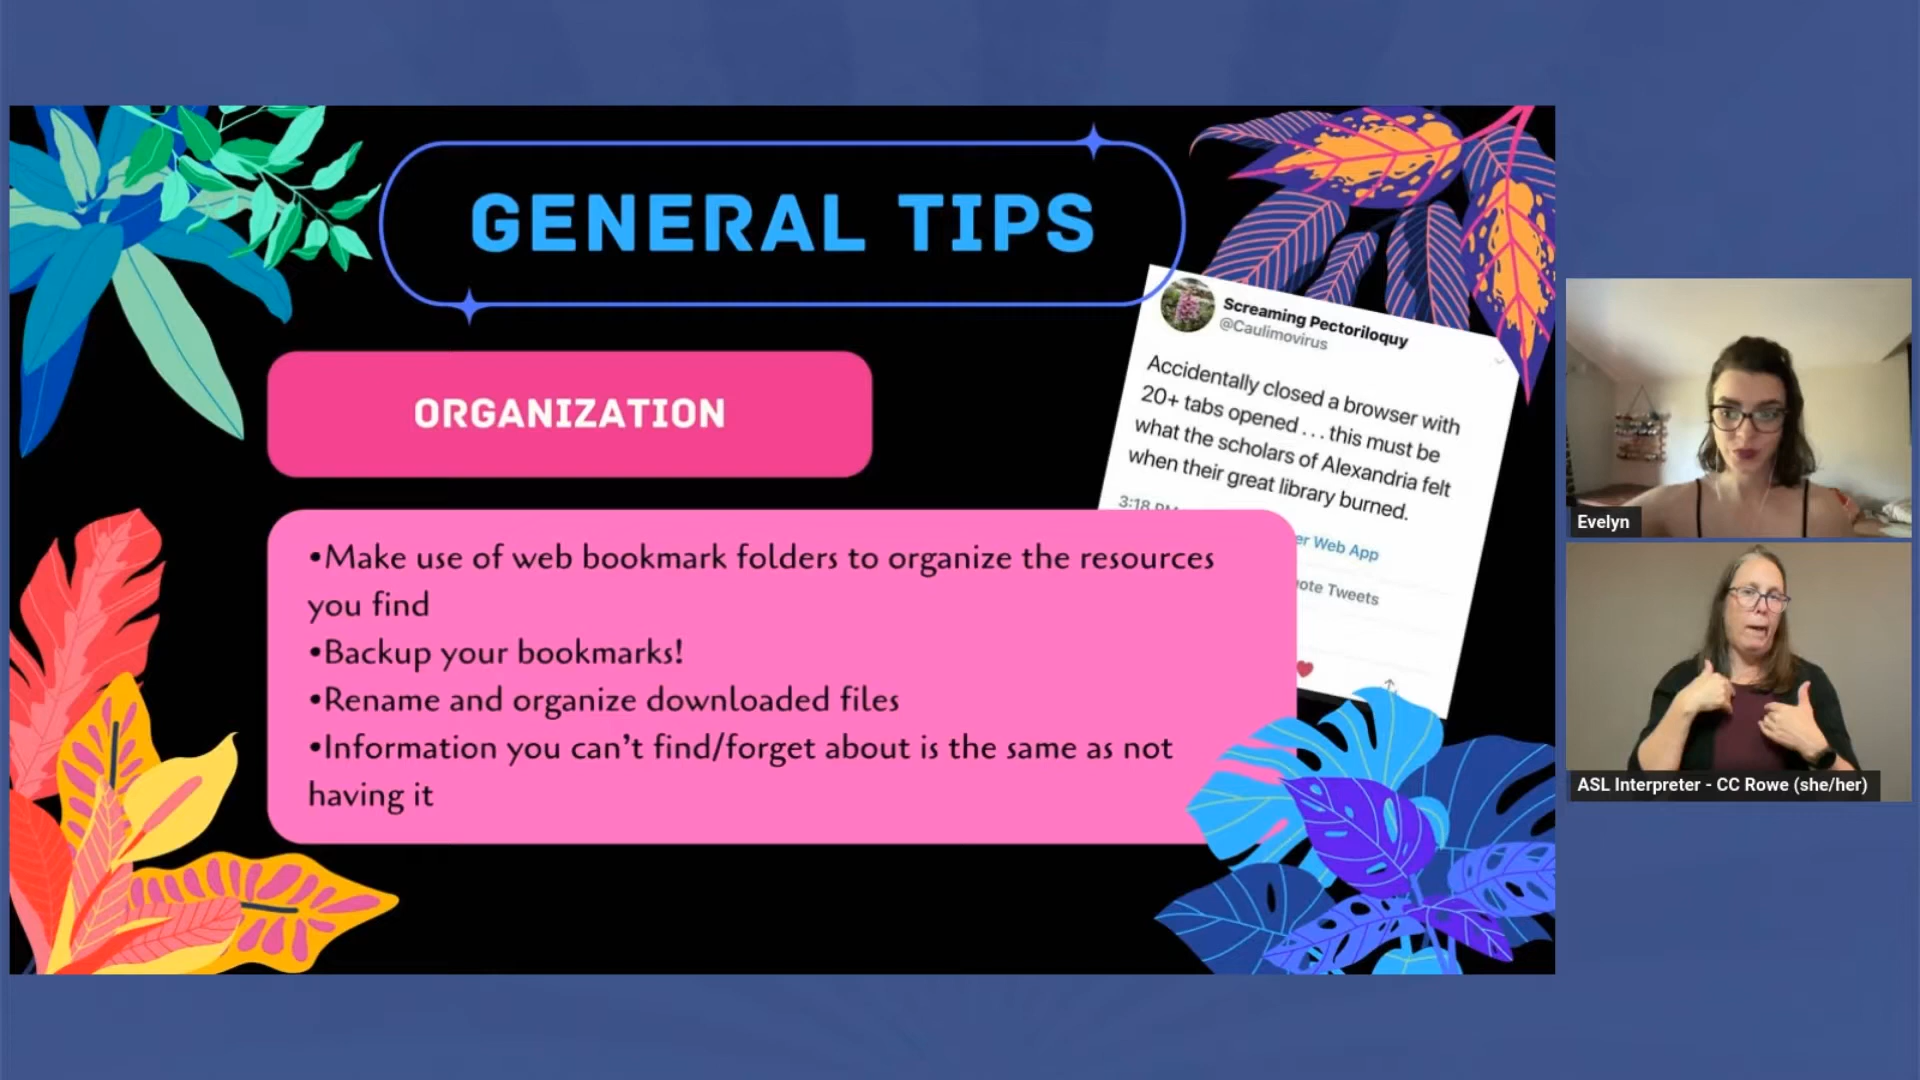 GENERAL TIPS
ORGANIZATION
Screaming Pectoriloquy
@Caulimovirus
Accidentally closed a browser with
20+ tabs opened . . . this must be
what the scholars of Alexandria felt
when their great library burned.
3:18 PM
er Web App
ote Tweets
•Make use of web bookmark folders to organize the resources
you find
•Backup your bookmarks!
•Rename and organize downloaded files
•Information you can't find/forget about is the same as not
having it
Evelyn
ASL Interpreter - CC Rowe (she/her)